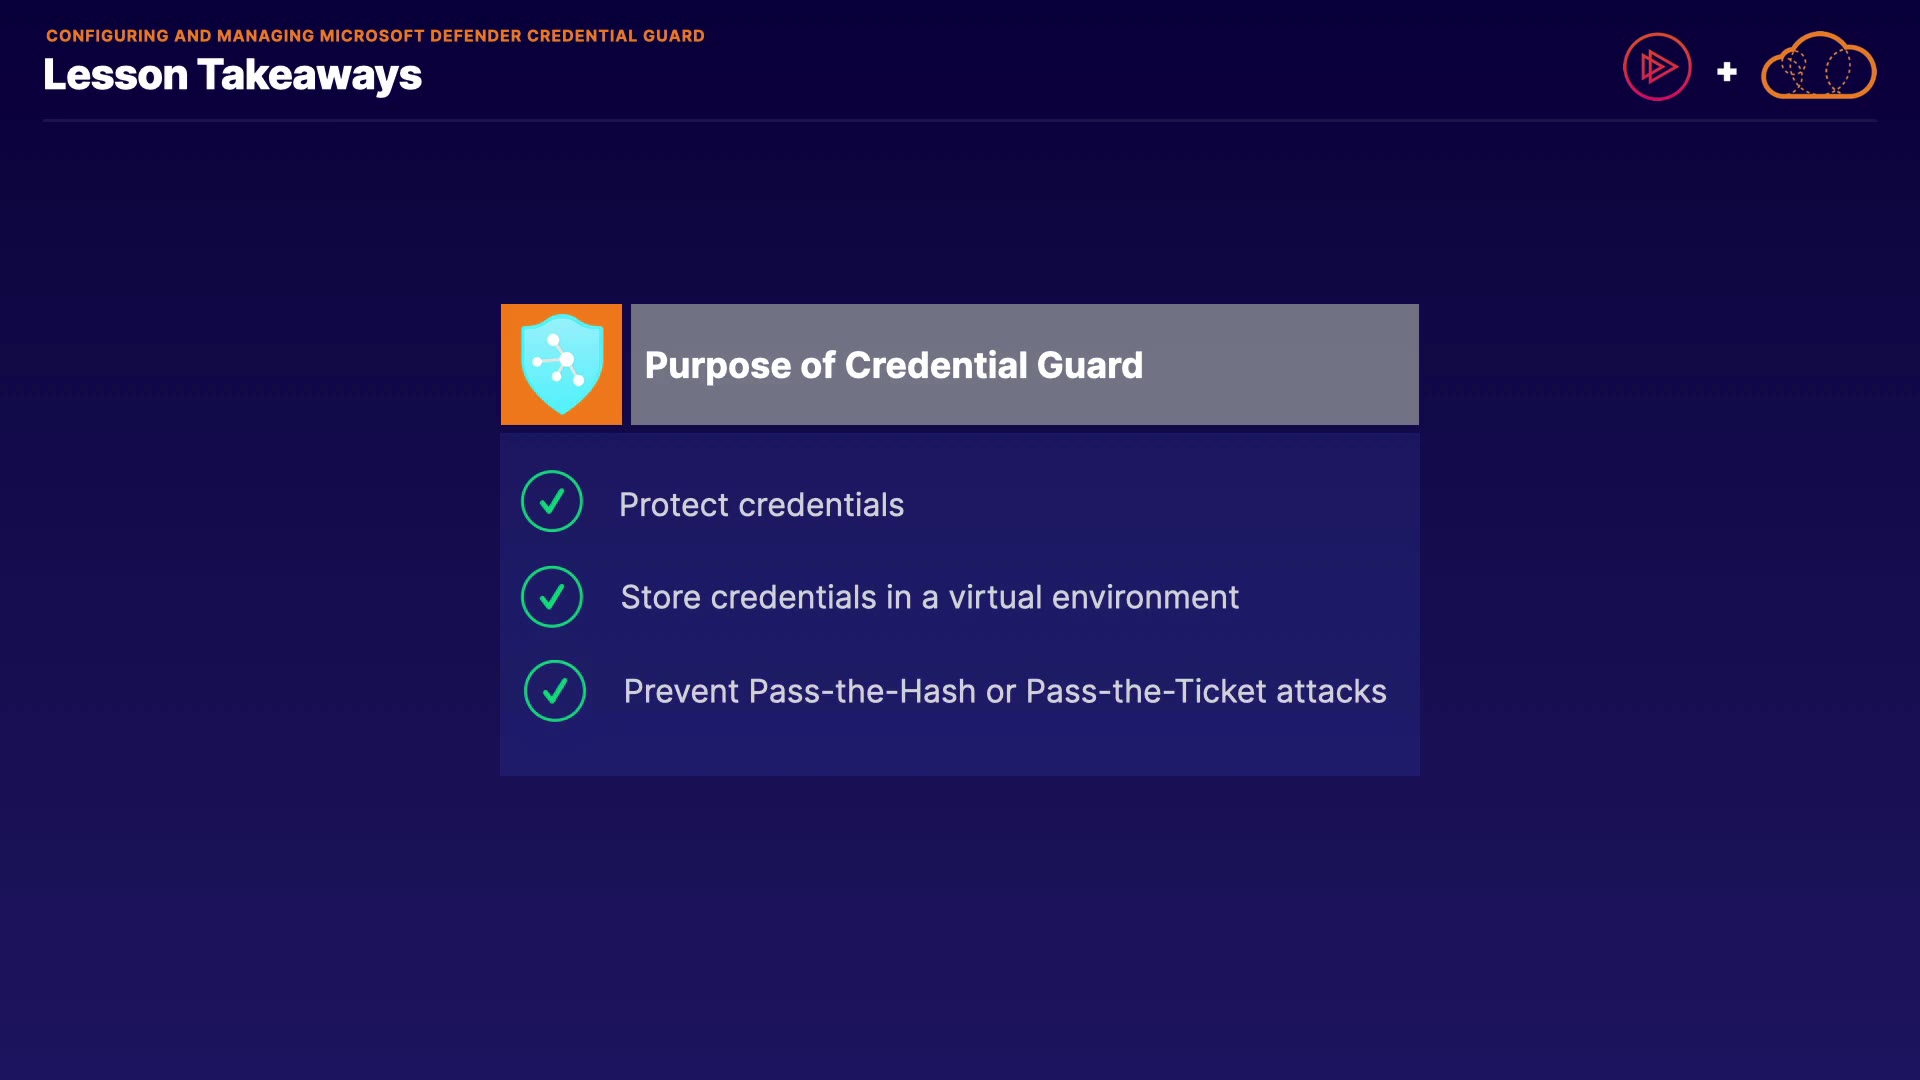 CONFIGURING AND MANAGING MICROSOFT DEFENDER CREDENTIAL GUARD
Lesson Takeaways
Purpose of Credential Guard
Protect credentials
Store credentials in a virtual environment
Prevent Pass-the-Hash or Pass-the-Ticket attacks